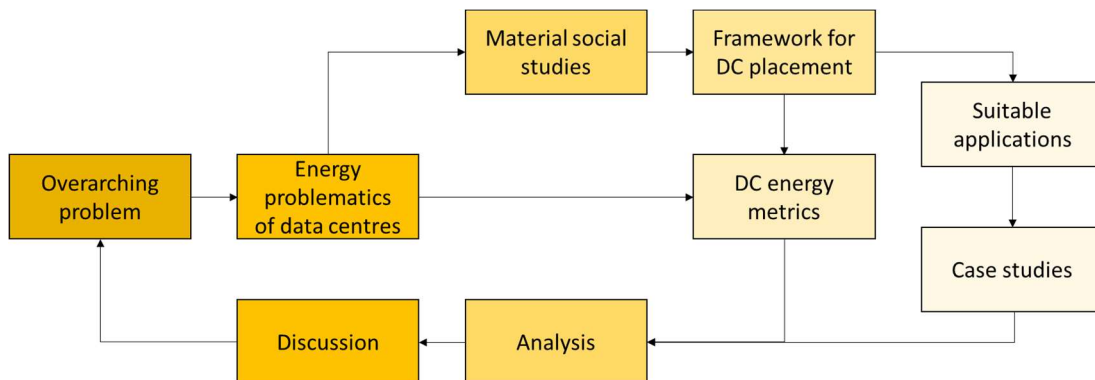 Material social
studies
Framework for
DC placement
Suitable
applications
Overarching
problem
Energy
problematics
of data centres
DC energy
metrics
Case studies
Discussion
Analysis